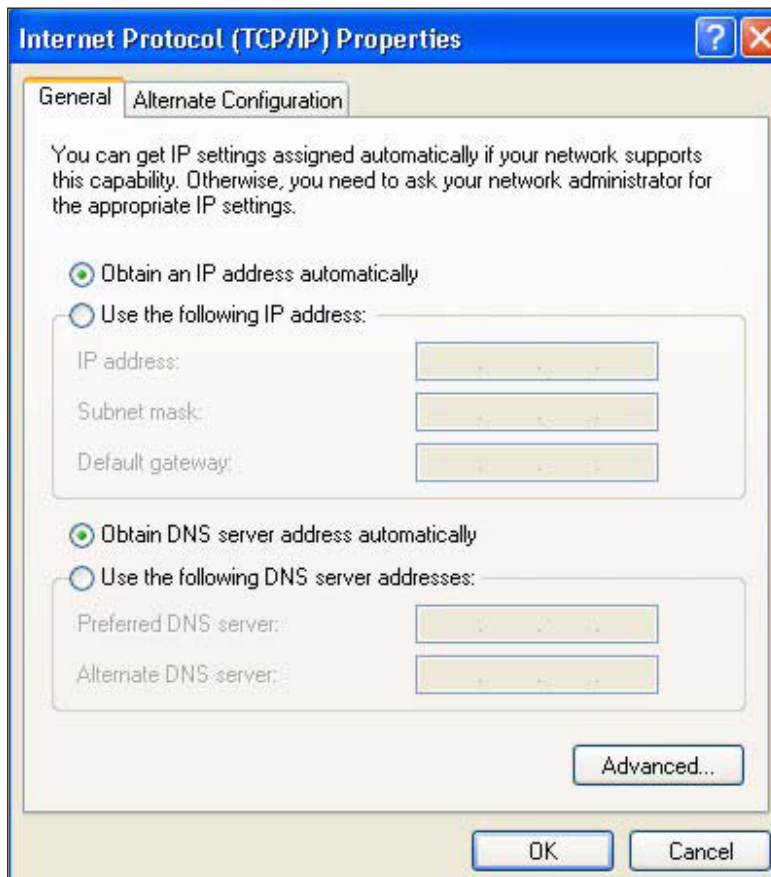 Internet Protocol (TCP/IP) Properties
General
Alternate Configuration
You can get IP settings assigned automatically if your network supports
this capability. Otherwise, you need to ask your network administrator for
the appropriate IP settings.
Obtain an IP address automatically
Use the following IP address:
IP address:
Subnet mask:
Default gateway:
Obtain DNS server address automatically
Use the following DNS server addresses:
Preferred DNS server:
Alternate DNS server:
Advanced...
OK
Cancel